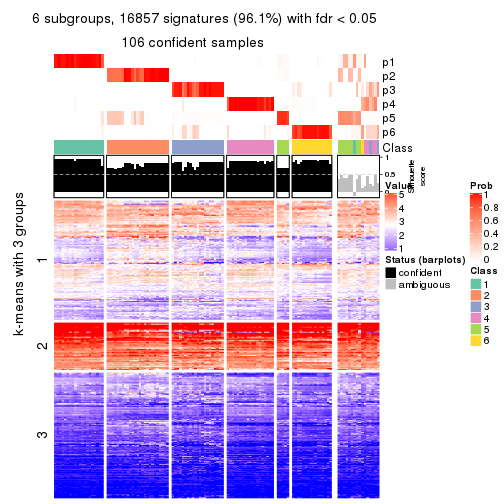 6 subgroups, 16857 signatures (96.1%) with fdr < 0.05
106 confident samples
p1
p2
p3
p4
p5
p6
Class
1
0.5
0
Silhouette
score
k-means with 3 groups
1
2
3
Value
5
4
3
2
1
Status (barplots)
confident
ambiguous
Prob
1
0.8
0.6
0.4
0.2
0
Class
1
2
3
4
5
6